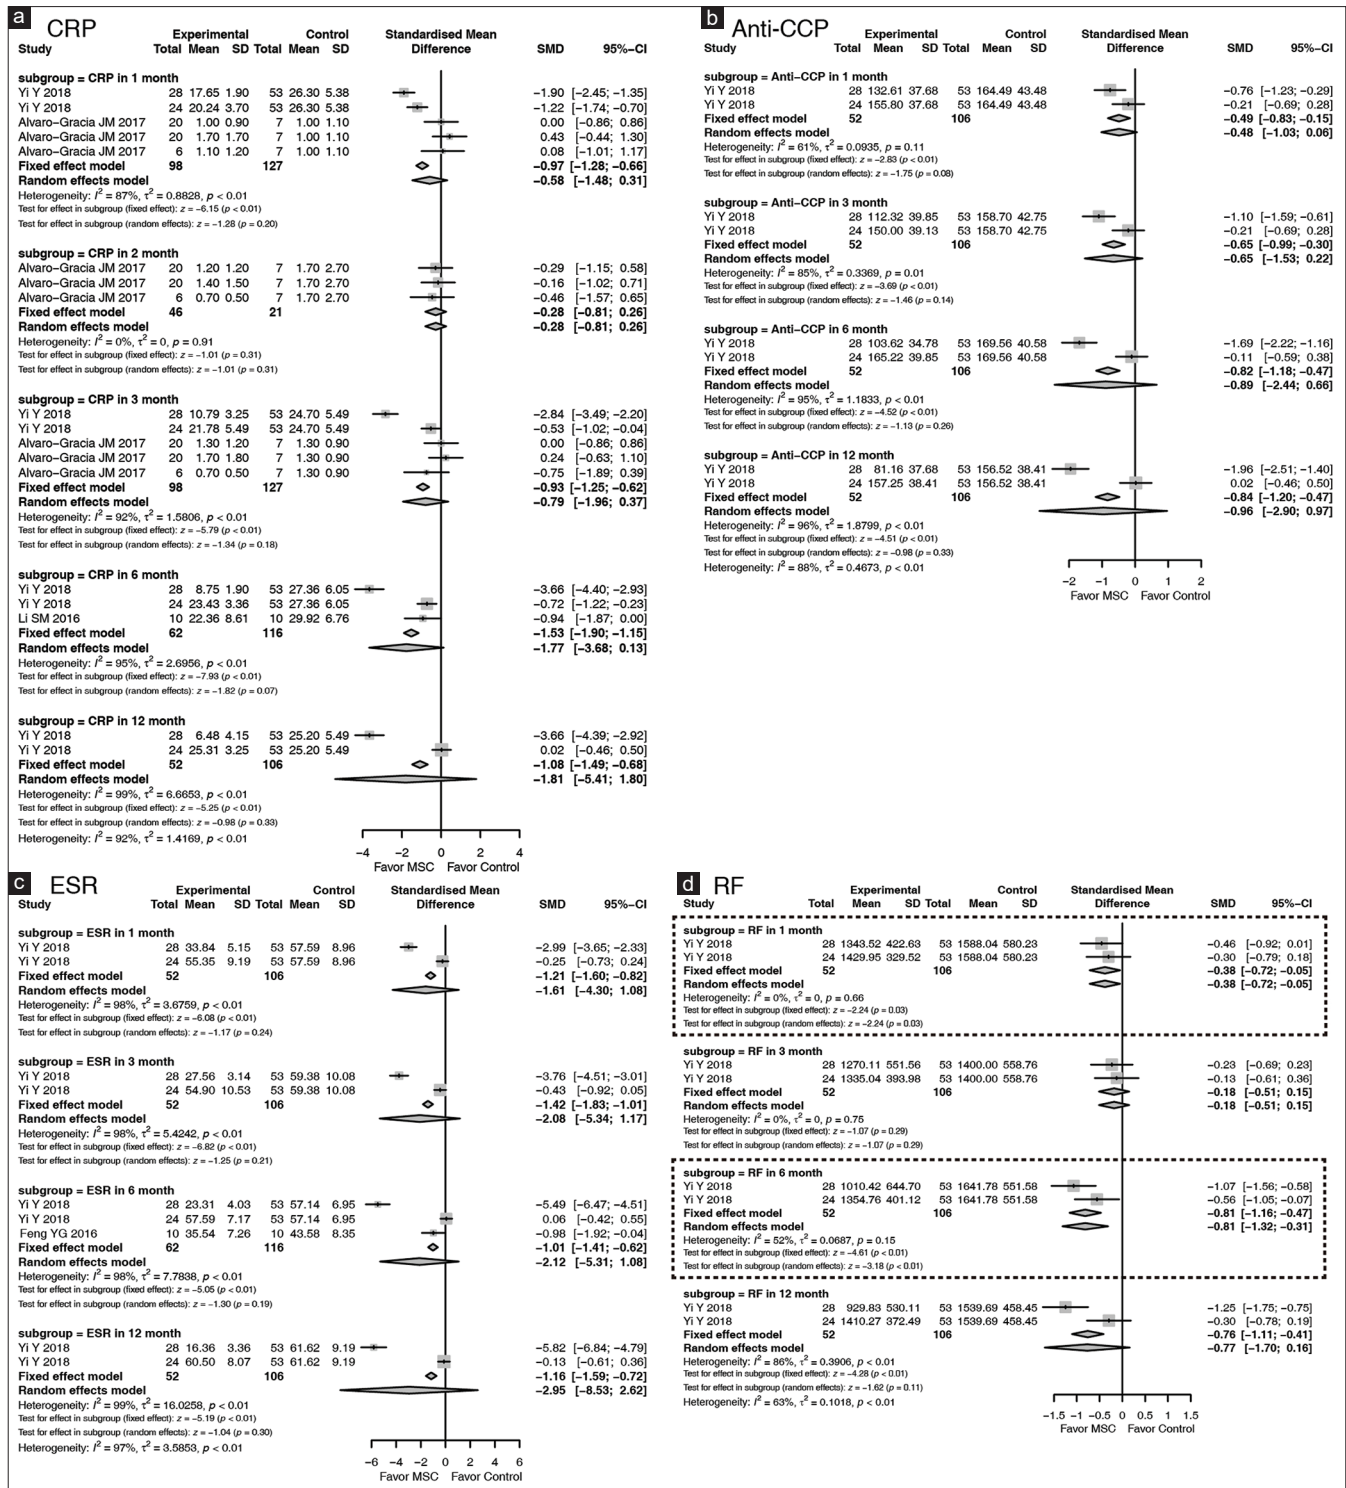 a CRP
Experimental Control Standardised Mean
Study Total Mean SD Total Mean SD Difference SMD 95%−CI
subgroup = CRP in 1 month
Yi Y 2018 28 17.65 1.90 53 26.30 5.38 −1.90 [−2.45; −1.35]
Yi Y 2018 24 20.24 3.70 53 26.30 5.38 −1.22 [−1.74; −0.70]
Alvaro−Gracia JM 2017 20 1.00 0.90 7 1.00 1.10 0.00 [−0.86; 0.86]
Alvaro−Gracia JM 2017 20 1.70 1.70 7 1.00 1.10 0.43 [−0.44; 1.30]
Alvaro−Gracia JM 2017 6 1.10 1.20 7 1.00 1.10 0.08 [−1.01; 1.17]
Fixed effect model 98 127 −0.97 [−1.28; −0.66]
Random effects model −0.58 [−1.48; 0.31]
Heterogeneity: I² = 87%, τ² = 0.8828, p < 0.01
Test for effect in subgroup (fixed effect): z = −6.15 (p < 0.01)
Test for effect in subgroup (random effects): z = −1.28 (p = 0.20)
subgroup = CRP in 2 month
Alvaro−Gracia JM 2017 20 1.20 1.20 7 1.70 2.70 −0.29 [−1.15; 0.58]
Alvaro−Gracia JM 2017 20 1.40 1.50 7 1.70 2.70 −0.16 [−1.02; 0.71]
Alvaro−Gracia JM 2017 6 0.70 0.50 7 1.70 2.70 −0.46 [−1.57; 0.65]
Fixed effect model 46 21 −0.28 [−0.81; 0.26]
Random effects model −0.28 [−0.81; 0.26]
Heterogeneity: I² = 0%, τ² = 0, p = 0.91
Test for effect in subgroup (fixed effect): z = −1.01 (p = 0.31)
Test for effect in subgroup (random effects): z = −1.01 (p = 0.31)
subgroup = CRP in 3 month
Yi Y 2018 28 10.79 3.25 53 24.70 5.49 −2.84 [−3.49; −2.20]
Yi Y 2018 24 21.78 5.49 53 24.70 5.49 −0.53 [−1.02; −0.04]
Alvaro−Gracia JM 2017 20 1.30 1.20 7 1.30 0.90 0.00 [−0.86; 0.86]
Alvaro−Gracia JM 2017 20 1.70 1.80 7 1.30 0.90 0.24 [−0.63; 1.10]
Alvaro−Gracia JM 2017 6 0.70 0.50 7 1.30 0.90 −0.75 [−1.89; 0.39]
Fixed effect model 98 127 −0.93 [−1.25; −0.62]
Random effects model −0.79 [−1.96; 0.37]
Heterogeneity: I² = 92%, τ² = 1.5806, p < 0.01
Test for effect in subgroup (fixed effect): z = −5.79 (p < 0.01)
Test for effect in subgroup (random effects): z = −1.34 (p = 0.18)
subgroup = CRP in 6 month
Yi Y 2018 28 8.75 1.90 53 27.36 6.05 −3.66 [−4.40; −2.93]
Yi Y 2018 24 23.43 3.36 53 27.36 6.05 −0.72 [−1.22; −0.23]
Li SM 2016 10 22.36 8.61 10 29.92 6.76 −0.94 [−1.87; 0.00]
Fixed effect model 62 116 −1.53 [−1.90; −1.15]
Random effects model −1.77 [−3.68; 0.13]
Heterogeneity: I² = 95%, τ² = 2.6956, p < 0.01
Test for effect in subgroup (fixed effect): z = −7.93 (p < 0.01)
Test for effect in subgroup (random effects): z = −1.82 (p = 0.07)
subgroup = CRP in 12 month
Yi Y 2018 28 6.48 4.15 53 25.20 5.49 −3.66 [−4.39; −2.92]
Yi Y 2018 24 25.31 3.25 53 25.20 5.49 0.02 [−0.46; 0.50]
Fixed effect model 52 106 −1.08 [−1.49; −0.68]
Random effects model −1.81 [−5.41; 1.80]
Heterogeneity: I² = 99%, τ² = 6.6653, p < 0.01
Test for effect in subgroup (fixed effect): z = −5.25 (p < 0.01)
Test for effect in subgroup (random effects): z = −0.98 (p = 0.33)
Heterogeneity: I² = 92%, τ² = 1.4169, p < 0.01
−4 −2 0 2 4
Favor MSC Favor Control
b Anti-CCP
Experimental Control Standardised Mean
Study Total Mean SD Total Mean SD Difference SMD 95%−CI
subgroup = Anti−CCP in 1 month
Yi Y 2018 28 132.61 37.68 53 164.49 43.48 −0.76 [−1.23; −0.29]
Yi Y 2018 24 155.80 37.68 53 164.49 43.48 −0.21 [−0.69; 0.28]
Fixed effect model 52 106 −0.49 [−0.83; −0.15]
Random effects model −0.48 [−1.03; 0.06]
Heterogeneity: I² = 61%, τ² = 0.0935, p = 0.11
Test for effect in subgroup (fixed effect): z = −2.83 (p < 0.01)
Test for effect in subgroup (random effects): z = −1.75 (p = 0.08)
subgroup = Anti−CCP in 3 month
Yi Y 2018 28 112.32 39.85 53 158.70 42.75 −1.10 [−1.59; −0.61]
Yi Y 2018 24 150.00 39.13 53 158.70 42.75 −0.21 [−0.69; 0.28]
Fixed effect model 52 106 −0.65 [−0.99; −0.30]
Random effects model −0.65 [−1.53; 0.22]
Heterogeneity: I² = 85%, τ² = 0.3369, p = 0.01
Test for effect in subgroup (fixed effect): z = −3.69 (p < 0.01)
Test for effect in subgroup (random effects): z = −1.46 (p = 0.14)
subgroup = Anti−CCP in 6 month
Yi Y 2018 28 103.62 34.78 53 169.56 40.58 −1.69 [−2.22; −1.16]
Yi Y 2018 24 165.22 39.85 53 169.56 40.58 −0.11 [−0.59; 0.38]
Fixed effect model 52 106 −0.82 [−1.18; −0.47]
Random effects model −0.89 [−2.44; 0.66]
Heterogeneity: I² = 95%, τ² = 1.1833, p < 0.01
Test for effect in subgroup (fixed effect): z = −4.52 (p < 0.01)
Test for effect in subgroup (random effects): z = −1.13 (p = 0.26)
subgroup = Anti−CCP in 12 month
Yi Y 2018 28 81.16 37.68 53 156.52 38.41 −1.96 [−2.51; −1.40]
Yi Y 2018 24 157.25 38.41 53 156.52 38.41 0.02 [−0.46; 0.50]
Fixed effect model 52 106 −0.84 [−1.20; −0.47]
Random effects model −0.96 [−2.90; 0.97]
Heterogeneity: I² = 96%, τ² = 1.8799, p < 0.01
Test for effect in subgroup (fixed effect): z = −4.51 (p < 0.01)
Test for effect in subgroup (random effects): z = −0.98 (p = 0.33)
Heterogeneity: I² = 88%, τ² = 0.4673, p < 0.01
−2 −1 0 1 2
Favor MSC Favor Control
c ESR
Experimental Control Standardised Mean
Study Total Mean SD Total Mean SD Difference SMD 95%−CI
subgroup = ESR in 1 month
Yi Y 2018 28 33.84 5.15 53 57.59 8.96 −2.99 [−3.65; −2.33]
Yi Y 2018 24 55.35 9.19 53 57.59 8.96 −0.25 [−0.73; 0.24]
Fixed effect model 52 106 −1.21 [−1.60; −0.82]
Random effects model −1.61 [−4.30; 1.08]
Heterogeneity: I² = 98%, τ² = 3.6759, p < 0.01
Test for effect in subgroup (fixed effect): z = −6.08 (p < 0.01)
Test for effect in subgroup (random effects): z = −1.17 (p = 0.24)
subgroup = ESR in 3 month
Yi Y 2018 28 27.56 3.14 53 59.38 10.08 −3.76 [−4.51; −3.01]
Yi Y 2018 24 54.90 10.53 53 59.38 10.08 −0.43 [−0.92; 0.05]
Fixed effect model 52 106 −1.42 [−1.83; −1.01]
Random effects model −2.08 [−5.34; 1.17]
Heterogeneity: I² = 98%, τ² = 5.4242, p < 0.01
Test for effect in subgroup (fixed effect): z = −6.82 (p < 0.01)
Test for effect in subgroup (random effects): z = −1.25 (p = 0.21)
subgroup = ESR in 6 month
Yi Y 2018 28 23.31 4.03 53 57.14 6.95 −5.49 [−6.47; −4.51]
Yi Y 2018 24 57.59 7.17 53 57.14 6.95 0.06 [−0.42; 0.55]
Feng YG 2016 10 35.54 7.26 10 43.58 8.35 −0.98 [−1.92; −0.04]
Fixed effect model 62 116 −1.01 [−1.41; −0.62]
Random effects model −2.12 [−5.31; 1.08]
Heterogeneity: I² = 98%, τ² = 7.7838, p < 0.01
Test for effect in subgroup (fixed effect): z = −5.05 (p < 0.01)
Test for effect in subgroup (random effects): z = −1.30 (p = 0.19)
subgroup = ESR in 12 month
Yi Y 2018 28 16.36 3.36 53 61.62 9.19 −5.82 [−6.84; −4.79]
Yi Y 2018 24 60.50 8.07 53 61.62 9.19 −0.13 [−0.61; 0.36]
Fixed effect model 52 106 −1.16 [−1.59; −0.72]
Random effects model −2.95 [−8.53; 2.62]
Heterogeneity: I² = 99%, τ² = 16.0258, p < 0.01
Test for effect in subgroup (fixed effect): z = −5.19 (p < 0.01)
Test for effect in subgroup (random effects): z = −1.04 (p = 0.30)
Heterogeneity: I² = 97%, τ² = 3.5853, p < 0.01
−6 −4 −2 0 2 4 6
Favor MSC Favor Control
d RF
Experimental Control Standardised Mean
Study Total Mean SD Total Mean SD Difference SMD 95%−CI
subgroup = RF in 1 month
Yi Y 2018 28 1343.52 422.63 53 1588.04 580.23 −0.46 [−0.92; 0.01]
Yi Y 2018 24 1429.95 329.52 53 1588.04 580.23 −0.30 [−0.79; 0.18]
Fixed effect model 52 106 −0.38 [−0.72; −0.05]
Random effects model −0.38 [−0.72; −0.05]
Heterogeneity: I² = 0%, τ² = 0, p = 0.66
Test for effect in subgroup (fixed effect): z = −2.24 (p = 0.03)
Test for effect in subgroup (random effects): z = −2.24 (p = 0.03)
subgroup = RF in 3 month
Yi Y 2018 28 1270.11 551.56 53 1400.00 558.76 −0.23 [−0.69; 0.23]
Yi Y 2018 24 1335.04 393.98 53 1400.00 558.76 −0.13 [−0.61; 0.36]
Fixed effect model 52 106 −0.18 [−0.51; 0.15]
Random effects model −0.18 [−0.51; 0.15]
Heterogeneity: I² = 0%, τ² = 0, p = 0.75
Test for effect in subgroup (fixed effect): z = −1.07 (p = 0.29)
Test for effect in subgroup (random effects): z = −1.07 (p = 0.29)
subgroup = RF in 6 month
Yi Y 2018 28 1010.42 644.70 53 1641.78 551.58 −1.07 [−1.56; −0.58]
Yi Y 2018 24 1354.76 401.12 53 1641.78 551.58 −0.56 [−1.05; −0.07]
Fixed effect model 52 106 −0.81 [−1.16; −0.47]
Random effects model −0.81 [−1.32; −0.31]
Heterogeneity: I² = 52%, τ² = 0.0687, p = 0.15
Test for effect in subgroup (fixed effect): z = −4.61 (p < 0.01)
Test for effect in subgroup (random effects): z = −3.18 (p < 0.01)
subgroup = RF in 12 month
Yi Y 2018 28 929.83 530.11 53 1539.69 458.45 −1.25 [−1.75; −0.75]
Yi Y 2018 24 1410.27 372.49 53 1539.69 458.45 −0.30 [−0.78; 0.19]
Fixed effect model 52 106 −0.76 [−1.11; −0.41]
Random effects model −0.77 [−1.70; 0.16]
Heterogeneity: I² = 86%, τ² = 0.3906, p < 0.01
Test for effect in subgroup (fixed effect): z = −4.28 (p < 0.01)
Test for effect in subgroup (random effects): z = −1.62 (p = 0.11)
Heterogeneity: I² = 63%, τ² = 0.1018, p < 0.01
−1.5 −1 −0.5 0 0.5 1 1.5
Favor MSC Favor Control